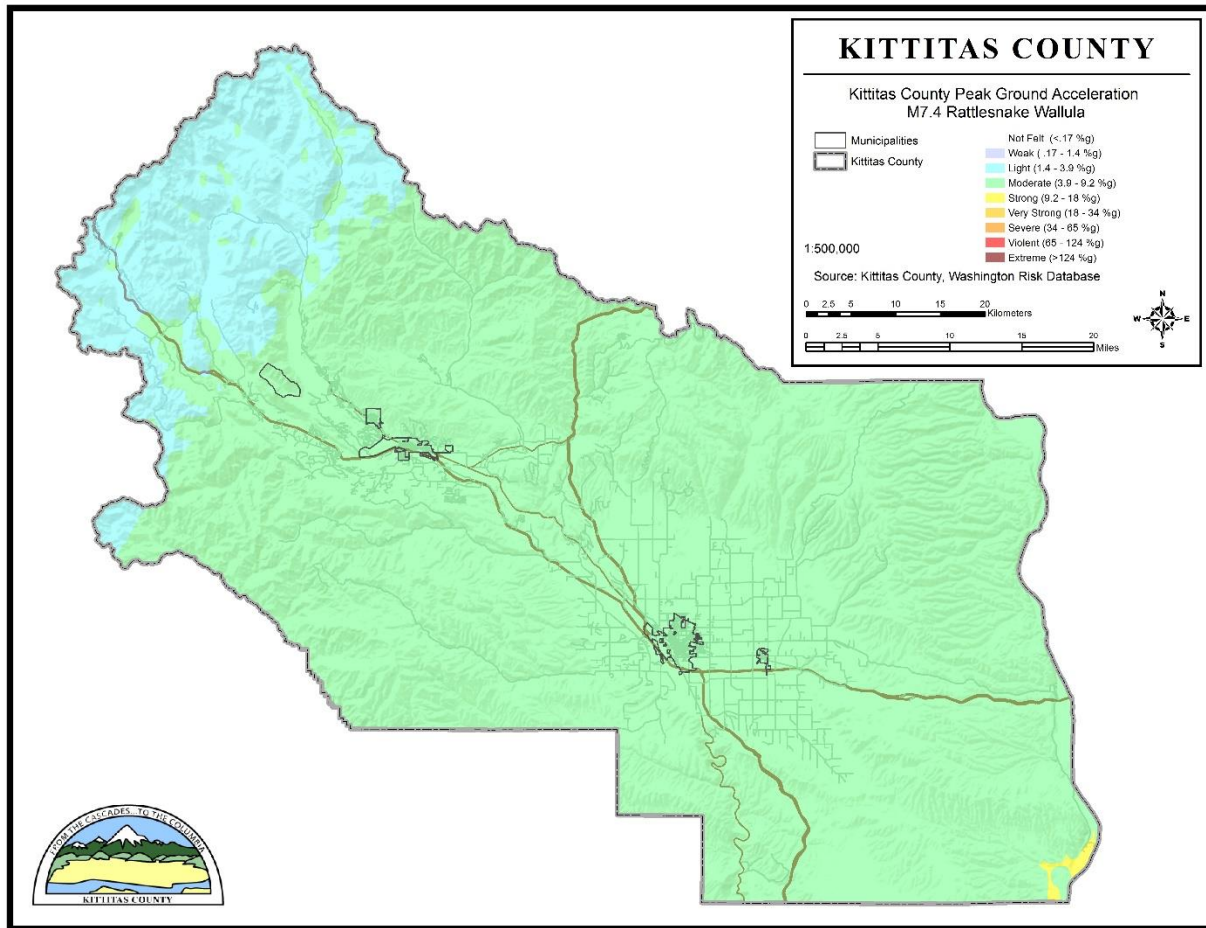 KITTITAS COUNTY
Kittitas County Peak Ground Acceleration
M7.4 Rattlesnake Wallula
Municipalities
Kittitas County
Not Felt (<.17 %g)
Weak ( .17 - 1.4 %g)
Light (1.4 - 3.9 %g)
Moderate (3.9 - 9.2 %g)
Strong (9.2 - 18 %g)
Very Strong (18 - 34 %g)
Severe (34 - 65 %g)
Violent (65 - 124 %g)
Extreme (>124 %g)
1:500,000
Source: Kittitas County, Washington Risk Database
0 2.5 5 10 15 20
Kilometers
0 2.5 5 10 15 20
Miles
N
W E
S
FROM THE CASCADES...TO THE COLUMBIA
KITTITAS COUNTY